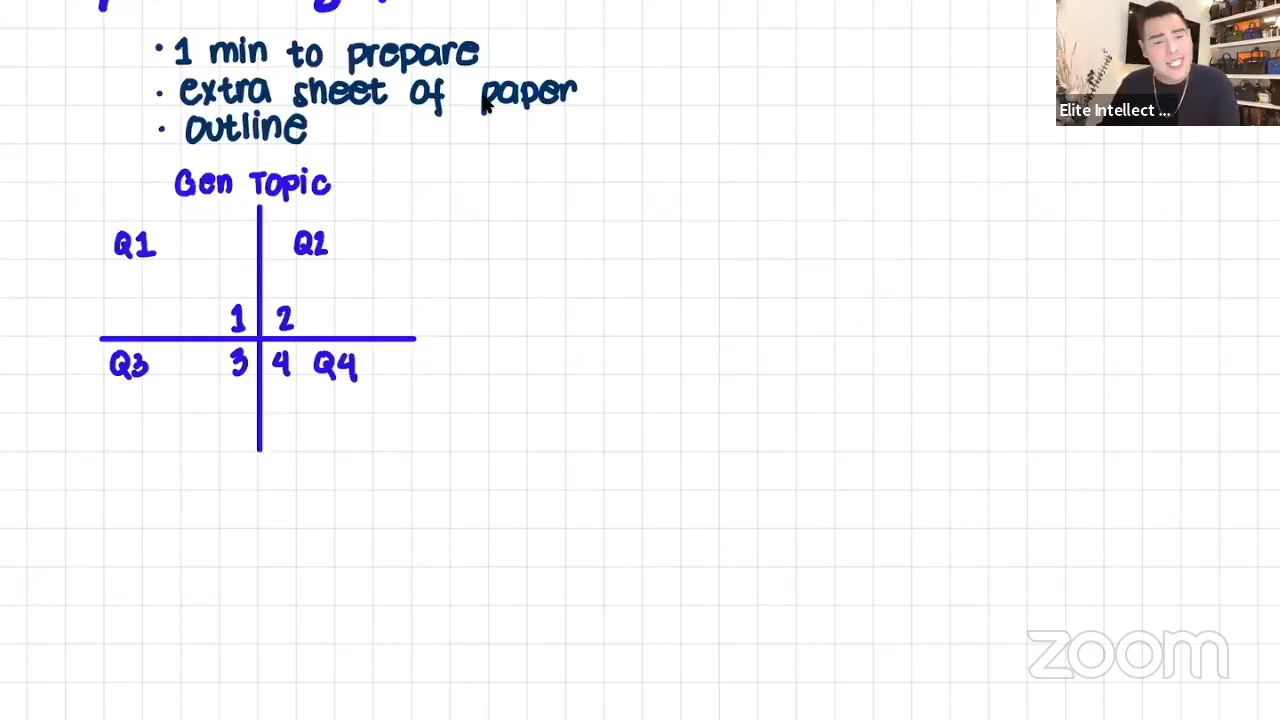 · 1 min to prepare
· extra sheet of paper
· outline
Gen Topic
Q1 Q2
1 2
Q3 3 4 Q4
Elite Intellect ...
zoom